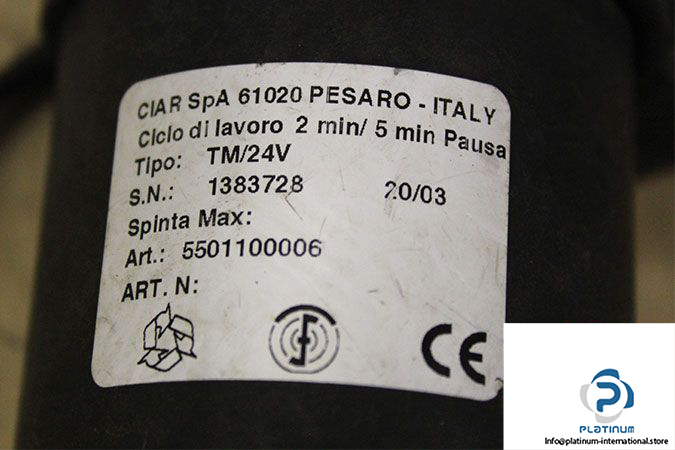 CIAR SpA 61020 PESARO - ITALY
Ciclo di lavoro 2 min/ 5 min Pausa
Tipo: TM/24V
S.N.: 1383728 20/03
Spinta Max:
Art.: 5501100006
ART. N:
CE
PLATINUM
Info@platinum-international.store